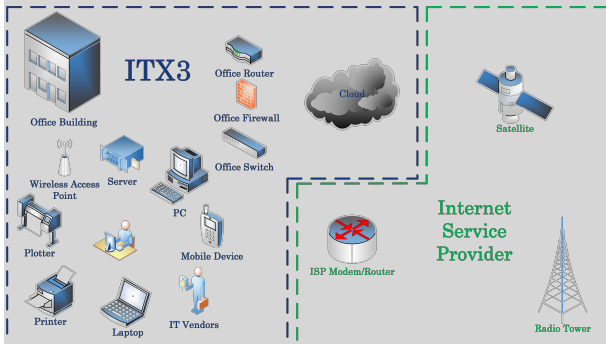 ITX3
Office Router
Cloud
Office Firewall
Office Building
Satellite
Office Switch
Wireless Access
Point
Server
PC
Internet
Service
Provider
Plotter
Mobile Device
ISP Modem/Router
Printer
Laptop
IT Vendors
Radio Tower